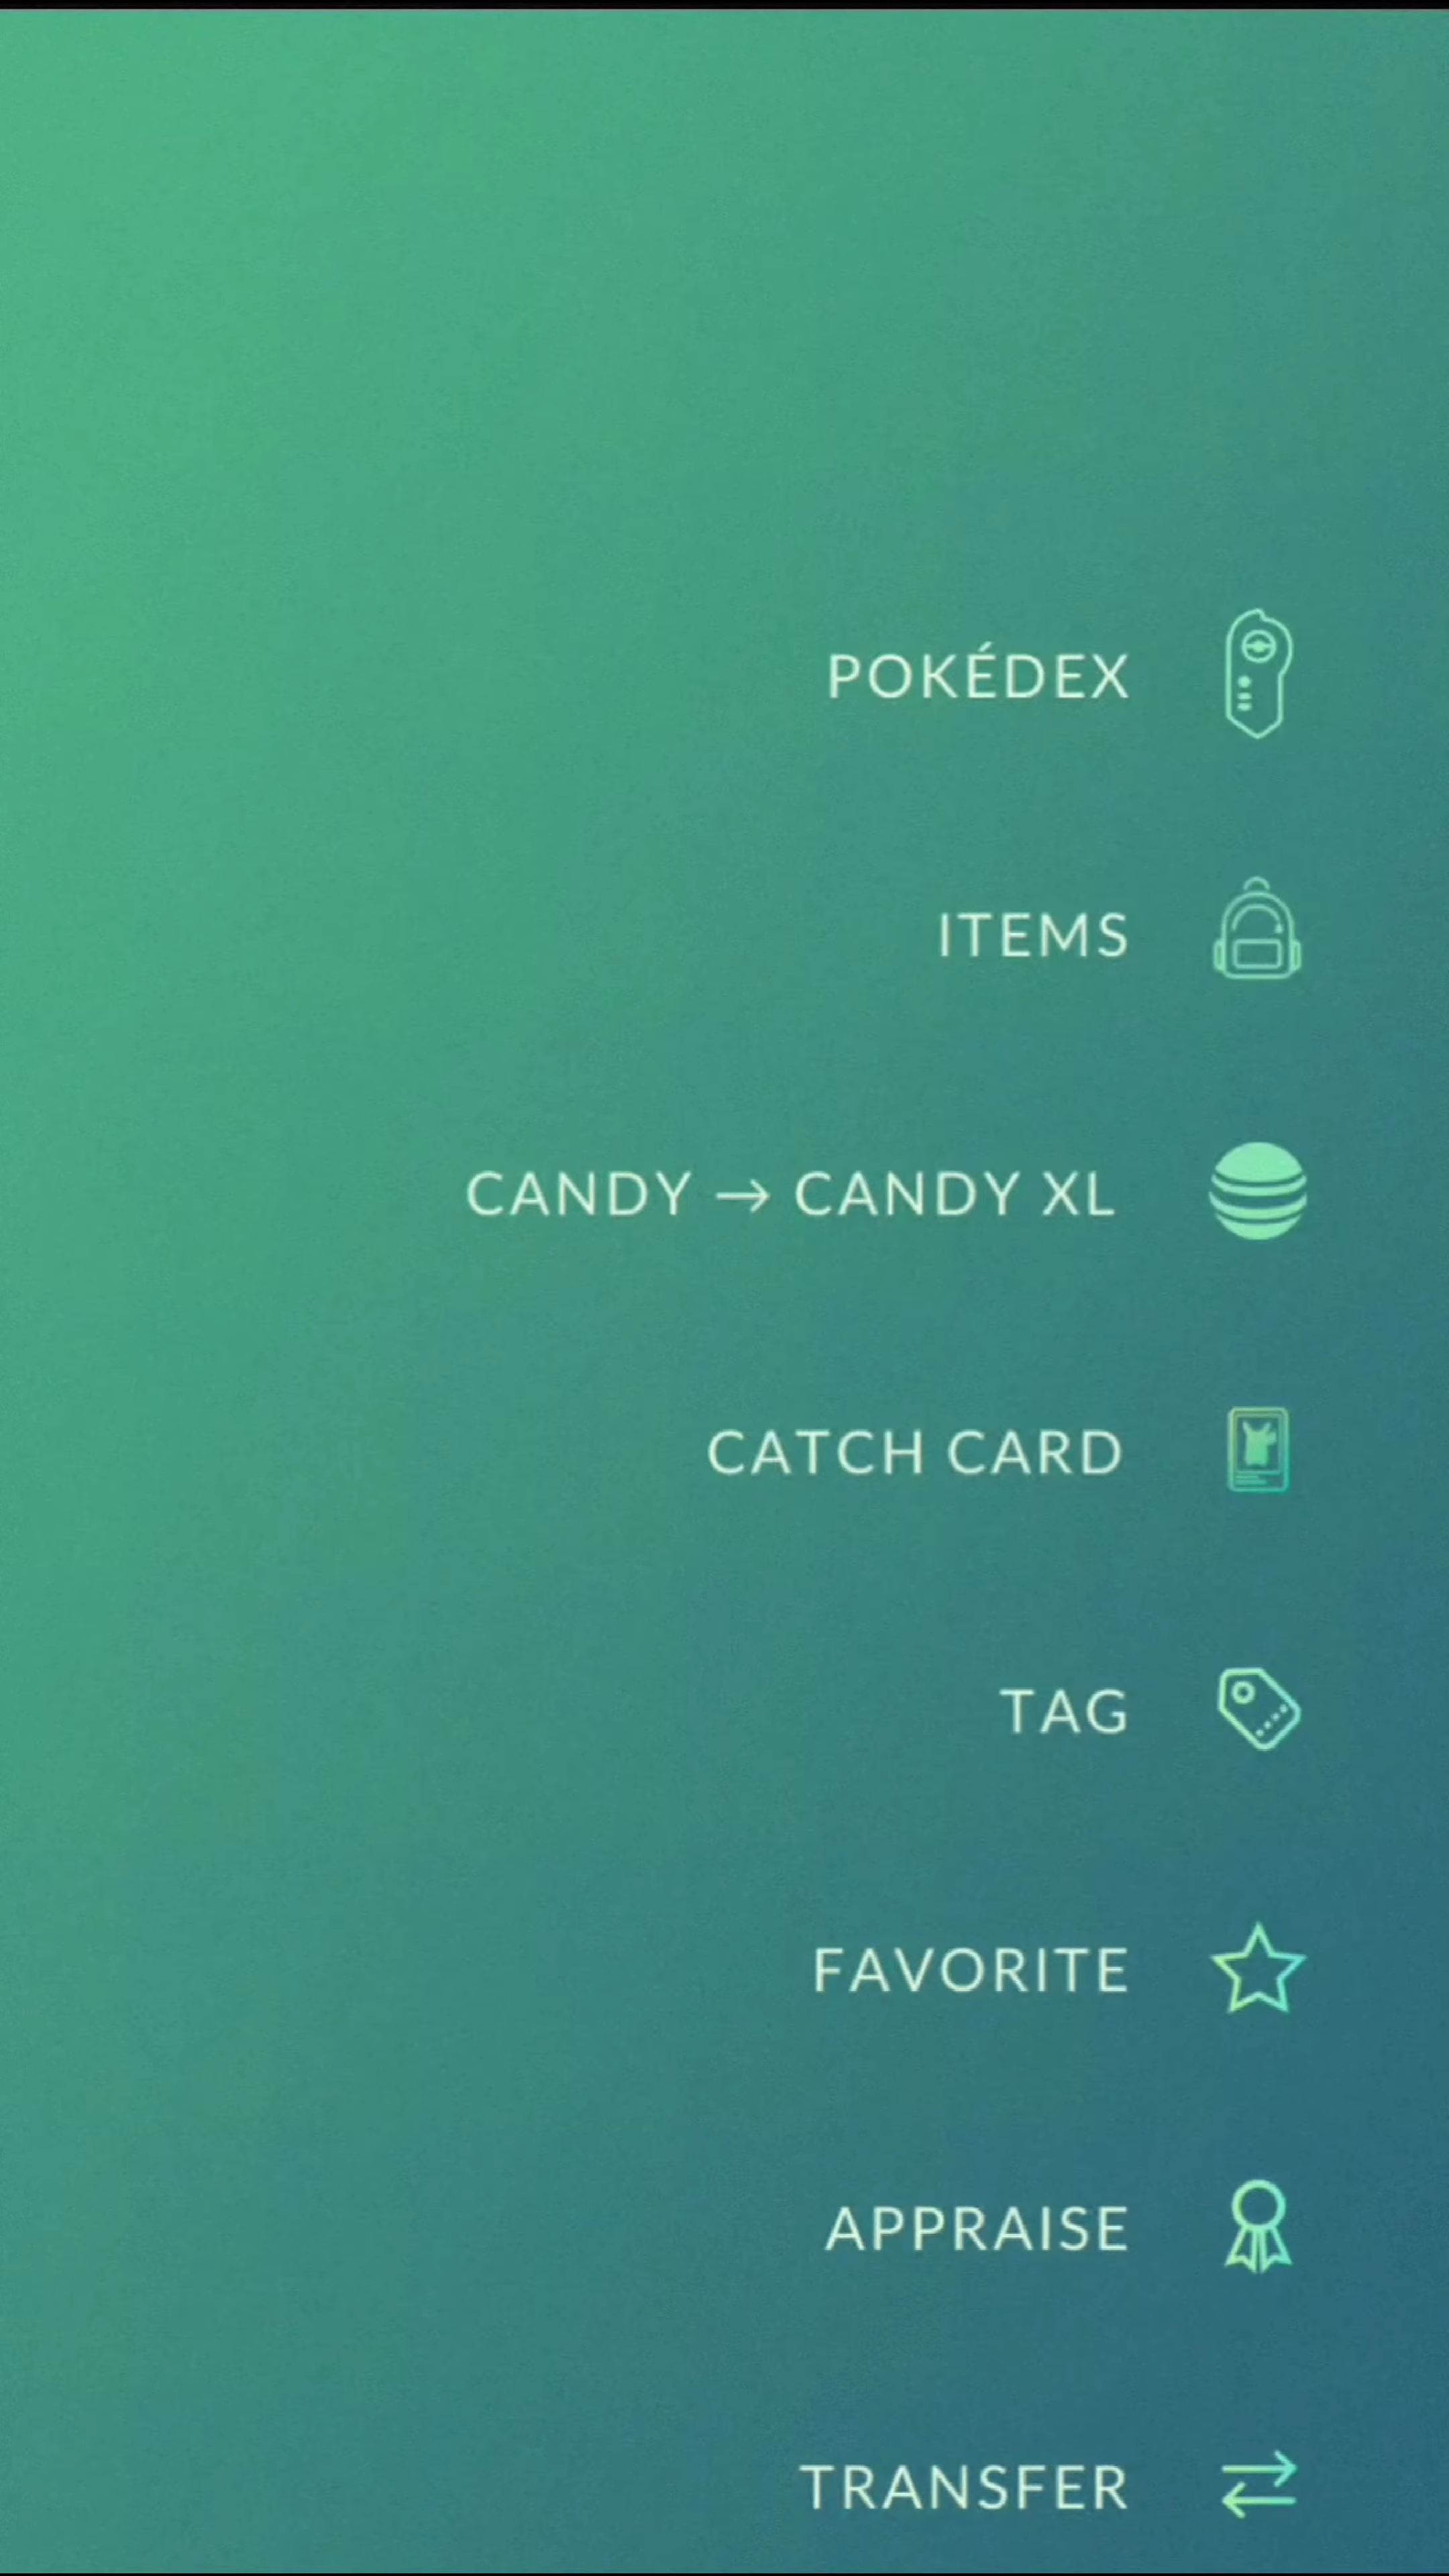 POKÉDEX
ITEMS
CANDY → CANDY XL
CATCH CARD
TAG
FAVORITE
APPRAISE
TRANSFER